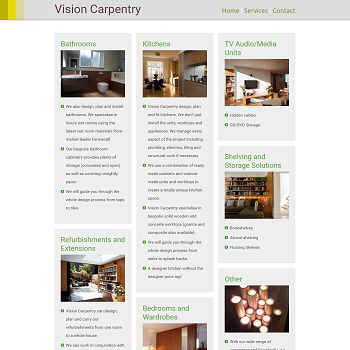 Vision Carpentry
Home
Services
Contact
Bathrooms
We also design, plan and install
bathrooms. We specialise in
luxury wet rooms using the
latest wet room materials from
market leader Fermacell.
Our bespoke bathroom
cabinetry provides plenty of
storage (concealed and open)
as well as covering unsightly
pipes.
We will guide you through the
whole design process from taps
to tiles.
Refurbishments and
Extensions
Vision Carpentry can design,
plan and carry out
refurbishments from one room
to a whole house.
We can work in conjunction with
Kitchens
Vision Carpentry design, plan
and fit kitchens. We don't just
install the units, worktops and
appliances. We manage every
aspect of the project including
plumbing, electrics, tiling and
structural work if necessary.
We use a combination of ready
made cabinets and custom
made units and worktops to
create a totally unique kitchen
space.
Vision Carpentry specialise in
bespoke solid wooden and
concrete worktops (granite and
composite also available)
We will guide you through the
whole design process from
sinks to splash backs.
A designer kitchen without the
designer price tag!
Bedrooms and
Wardrobes
TV Audio/Media
Units
Hidden cables
CD/DVD Storage
Shelving and
Storage Solutions
Bookshelves
Alcove shelving
Floating Shelves
Other
With our wide range of